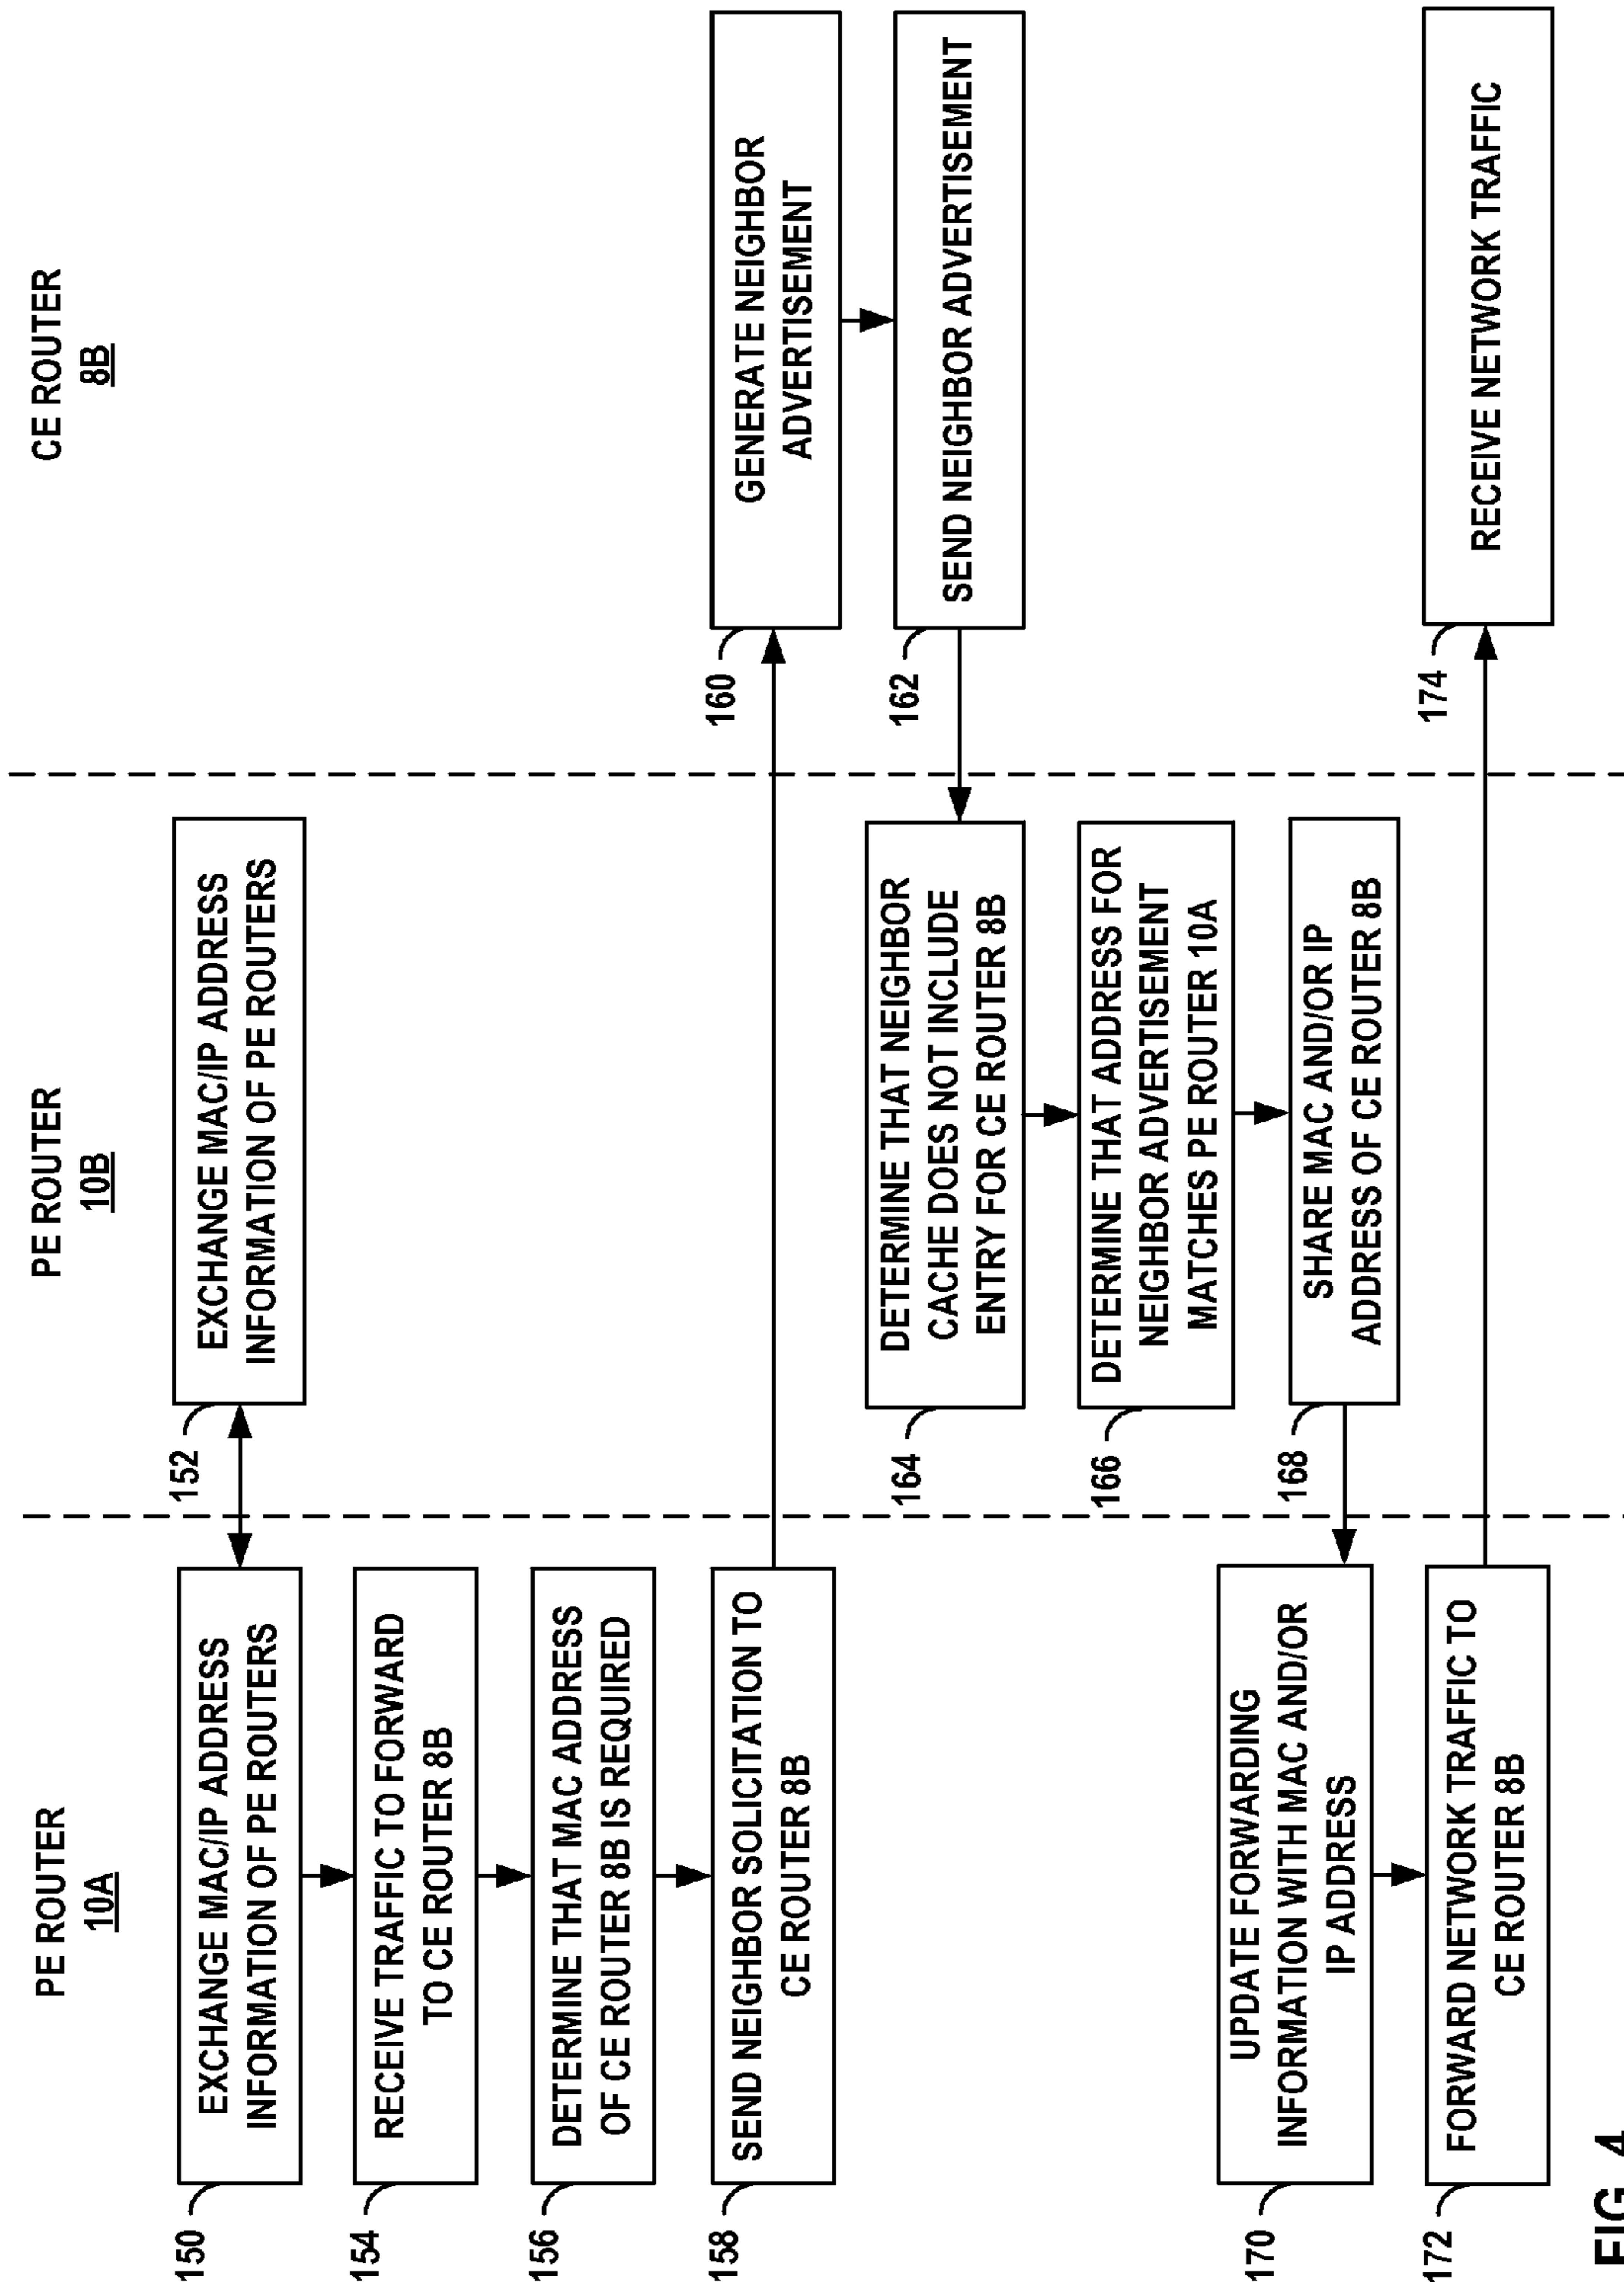 PE ROUTER
10A
PE ROUTER
10B
CE ROUTER
8B
150
EXCHANGE MAC/IP ADDRESS
INFORMATION OF PE ROUTERS
152
EXCHANGE MAC/IP ADDRESS
INFORMATION OF PE ROUTERS
154
RECEIVE TRAFFIC TO FORWARD
TO CE ROUTER 8B
156
DETERMINE THAT MAC ADDRESS
OF CE ROUTER 8B IS REQUIRED
158
SEND NEIGHBOR SOLICITATION TO
CE ROUTER 8B
160
GENERATE NEIGHBOR
ADVERTISEMENT
162
SEND NEIGHBOR ADVERTISEMENT
164
DETERMINE THAT NEIGHBOR
CACHE DOES NOT INCLUDE
ENTRY FOR CE ROUTER 8B
166
DETERMINE THAT ADDRESS FOR
NEIGHBOR ADVERTISEMENT
MATCHES PE ROUTER 10A
168
SHARE MAC AND/OR IP
ADDRESS OF CE ROUTER 8B
170
UPDATE FORWARDING
INFORMATION WITH MAC AND/OR
IP ADDRESS
172
FORWARD NETWORK TRAFFIC TO
CE ROUTER 8B
174
RECEIVE NETWORK TRAFFIC
FIG. 4